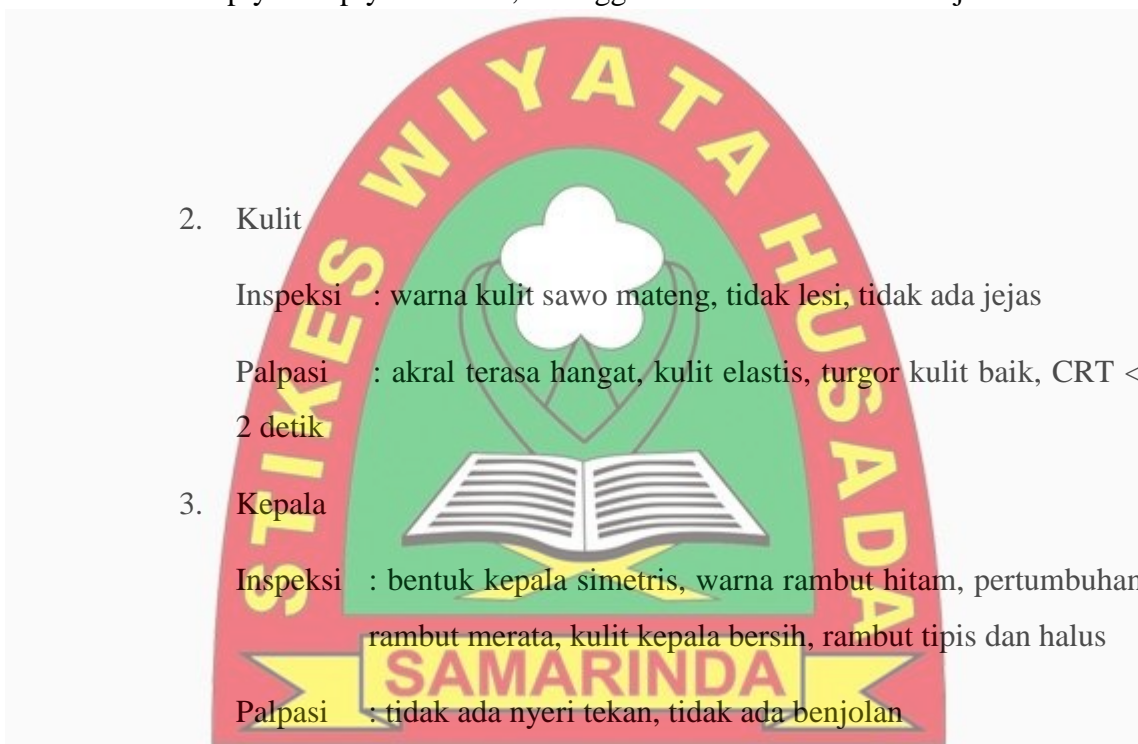 STIKES WIYATA HUSADA
2. Kulit
Inspeksi : warna kulit sawo mateng, tidak lesi, tidak ada jejas
Palpasi : akral terasa hangat, kulit elastis, turgor kulit baik, CRT <
2 detik
3. Kepala
Inspeksi : bentuk kepala simetris, warna rambut hitam, pertumbuhan
rambut merata, kulit kepala bersih, rambut tipis dan halus
SAMARINDA
Palpasi : tidak ada nyeri tekan, tidak ada benjolan